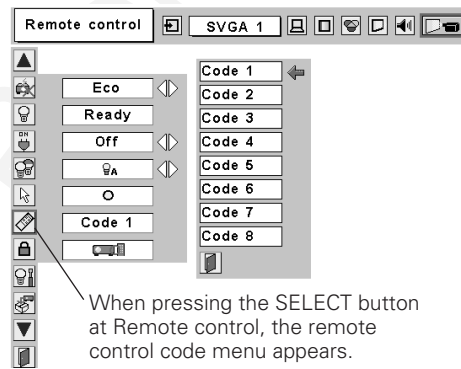 Remote control
SVGA 1
Eco
Ready
ON
Off
A
Code 1
Code 1
Code 2
Code 3
Code 4
Code 5
Code 6
Code 7
Code 8
When pressing the SELECT button
at Remote control, the remote
control code menu appears.